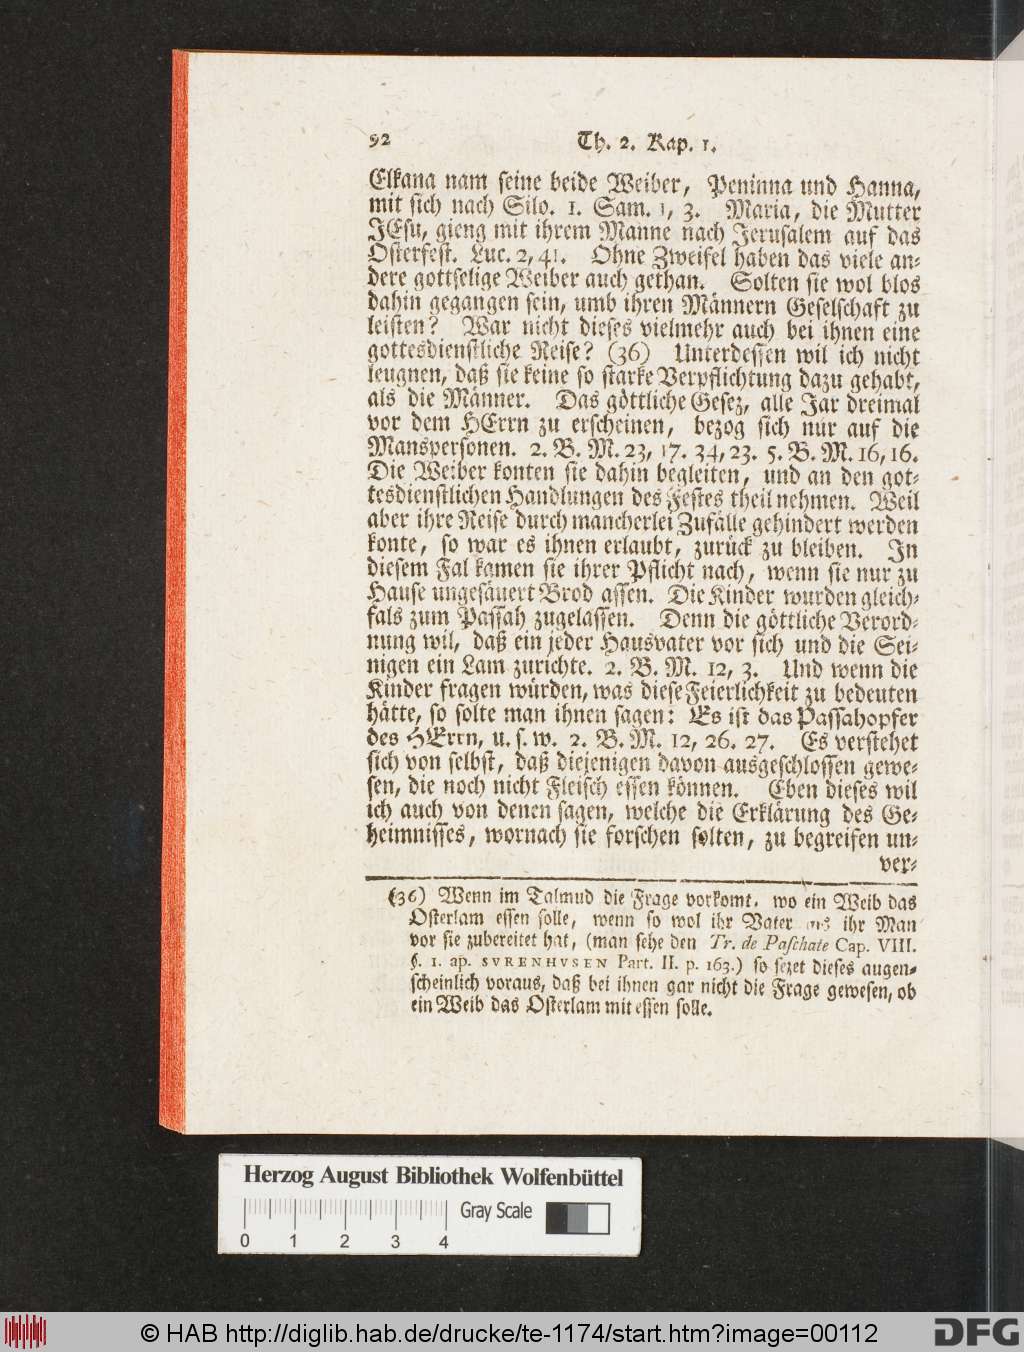 92
Th. 2. Kap. 1.
Elkana nam seine beide Weiber, Peninna und Hanna,
mit sich nach Silo. 1. Sam. 1, 3. Maria, die Mutter
JEsu, gieng mit ihrem Manne nach Jerusalem auf das
Osterfest. Luc. 2, 41. Ohne Zweifel haben das viele an-
dere gottselige Weiber auch gethan. Solten sie wol blos
dahin gegangen sein, umb ihren Männern Geselschaft zu
leisten? War nicht dieses vielmehr auch bei ihnen eine
gottesdienstliche Reise? (36) Unterdessen wil ich nicht
leugnen, daß sie keine so starke Verpflichtung dazu gehabt,
als die Männer. Das göttliche Gesez, alle Jar dreimal
vor dem HErrn zu erscheinen, bezog sich nur auf die
Manspersonen. 2. B. M. 23, 17. 34, 23. 5. B. M. 16, 16.
Die Weiber konten sie dahin begleiten, und an den got-
tesdienstlichen Handlungen des Festes theil nehmen. Weil
aber ihre Reise durch mancherlei Zufälle gehindert werden
konte, so war es ihnen erlaubt, zurück zu bleiben. In
diesem Fal kamen sie ihrer Pflicht nach, wenn sie nur zu
Hause ungesäuert Brod assen. Die Kinder wurden gleich-
fals zum Passah zugelassen. Denn die göttliche Verord-
nung wil, daß ein jeder Hausvater vor sich und die Sei-
nigen ein Lam zurichte. 2. B. M. 12, 3. Und wenn die
Kinder fragen würden, was diese Feierlichkeit zu bedeuten
hätte, so solte man ihnen sagen: Es ist das Passahopfer
des HErrn, u. s. w. 2. B. M. 12, 26. 27. Es verstehet
sich von selbst, daß diejenigen davon ausgeschlossen gewe-
sen, die noch nicht Fleisch essen können. Eben dieses wil
ich auch von denen sagen, welche die Erklärung des Ge-
heimnisses, wornach sie forschen solten, zu begreifen un-
ver-
(36) Wenn im Talmud die Frage vorkomt, wo ein Weib das
Osterlam essen solle, wenn so wol ihr Vater als ihr Man
vor sie zubereitet hat, (man sehe den Tr. de Paschate Cap. VIII.
§. 1. ap. SVRENHVSEN Part. II. p. 163.) so sezet dieses augen-
scheinlich voraus, daß bei ihnen gar nicht die Frage gewesen, ob
ein Weib das Osterlam mit essen solle.
Herzog August Bibliothek Wolfenbüttel
Gray Scale
0 1 2 3 4
© HAB http://diglib.hab.de/drucke/te-1174/start.htm?image=00112
DFG